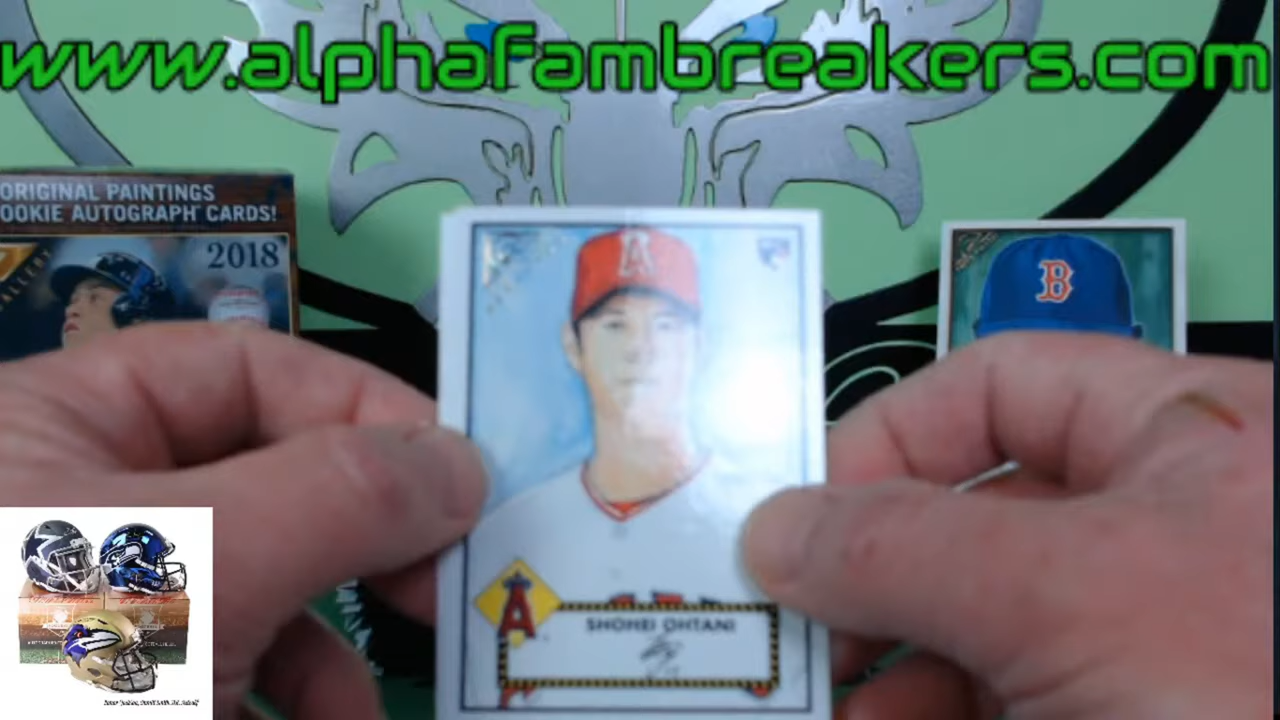 www.alphafambreakers.com
ORIGINAL PAINTINGS
OOKIE AUTOGRAPH CARDS!
2018
B
A
A
SHOHEI OHTANI